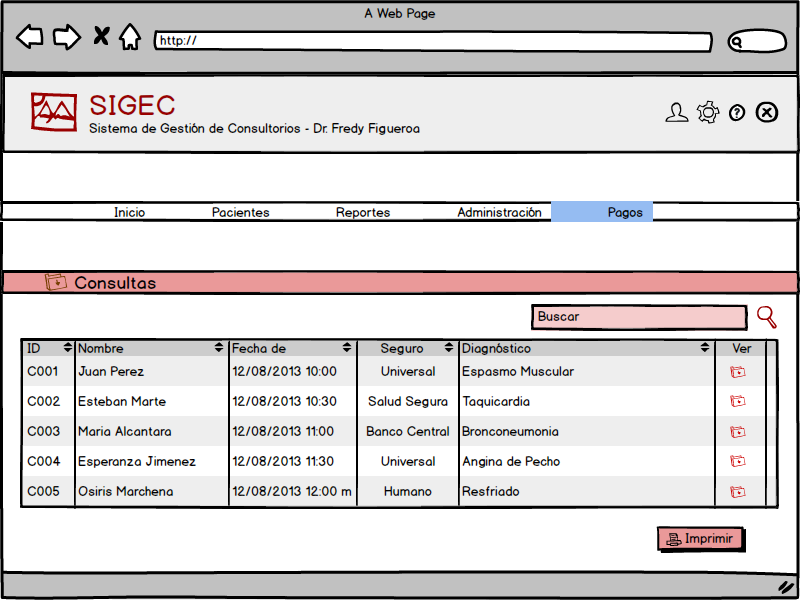 A Web Page
http://
SIGEC
Sistema de Gestión de Consultorios - Dr. Fredy Figueroa
?
Inicio Pacientes Reportes Administración Pagos
Consultas
Buscar
ID Nombre Fecha de Seguro Diagnóstico Ver
C001 Juan Perez 12/08/2013 10:00 Universal Espasmo Muscular
C002 Esteban Marte 12/08/2013 10:30 Salud Segura Taquicardia
C003 Maria Alcantara 12/08/2013 11:00 Banco Central Bronconeumonia
C004 Esperanza Jimenez 12/08/2013 11:30 Universal Angina de Pecho
C005 Osiris Marchena 12/08/2013 12:00 m Humano Resfriado
Imprimir